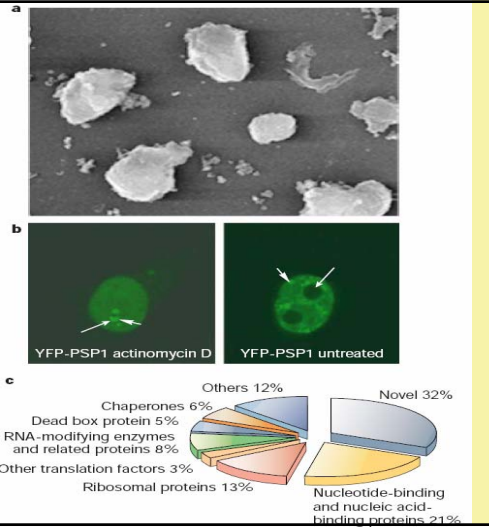 a
b
YFP-PSP1 actinomycin D
YFP-PSP1 untreated
c
Others 12%
Novel 32%
Chaperones 6%
Dead box protein 5%
RNA-modifying enzymes
and related proteins 8%
Other translation factors 3%
Ribosomal proteins 13%
Nucleotide-binding
and nucleic acid-
binding proteins 21%